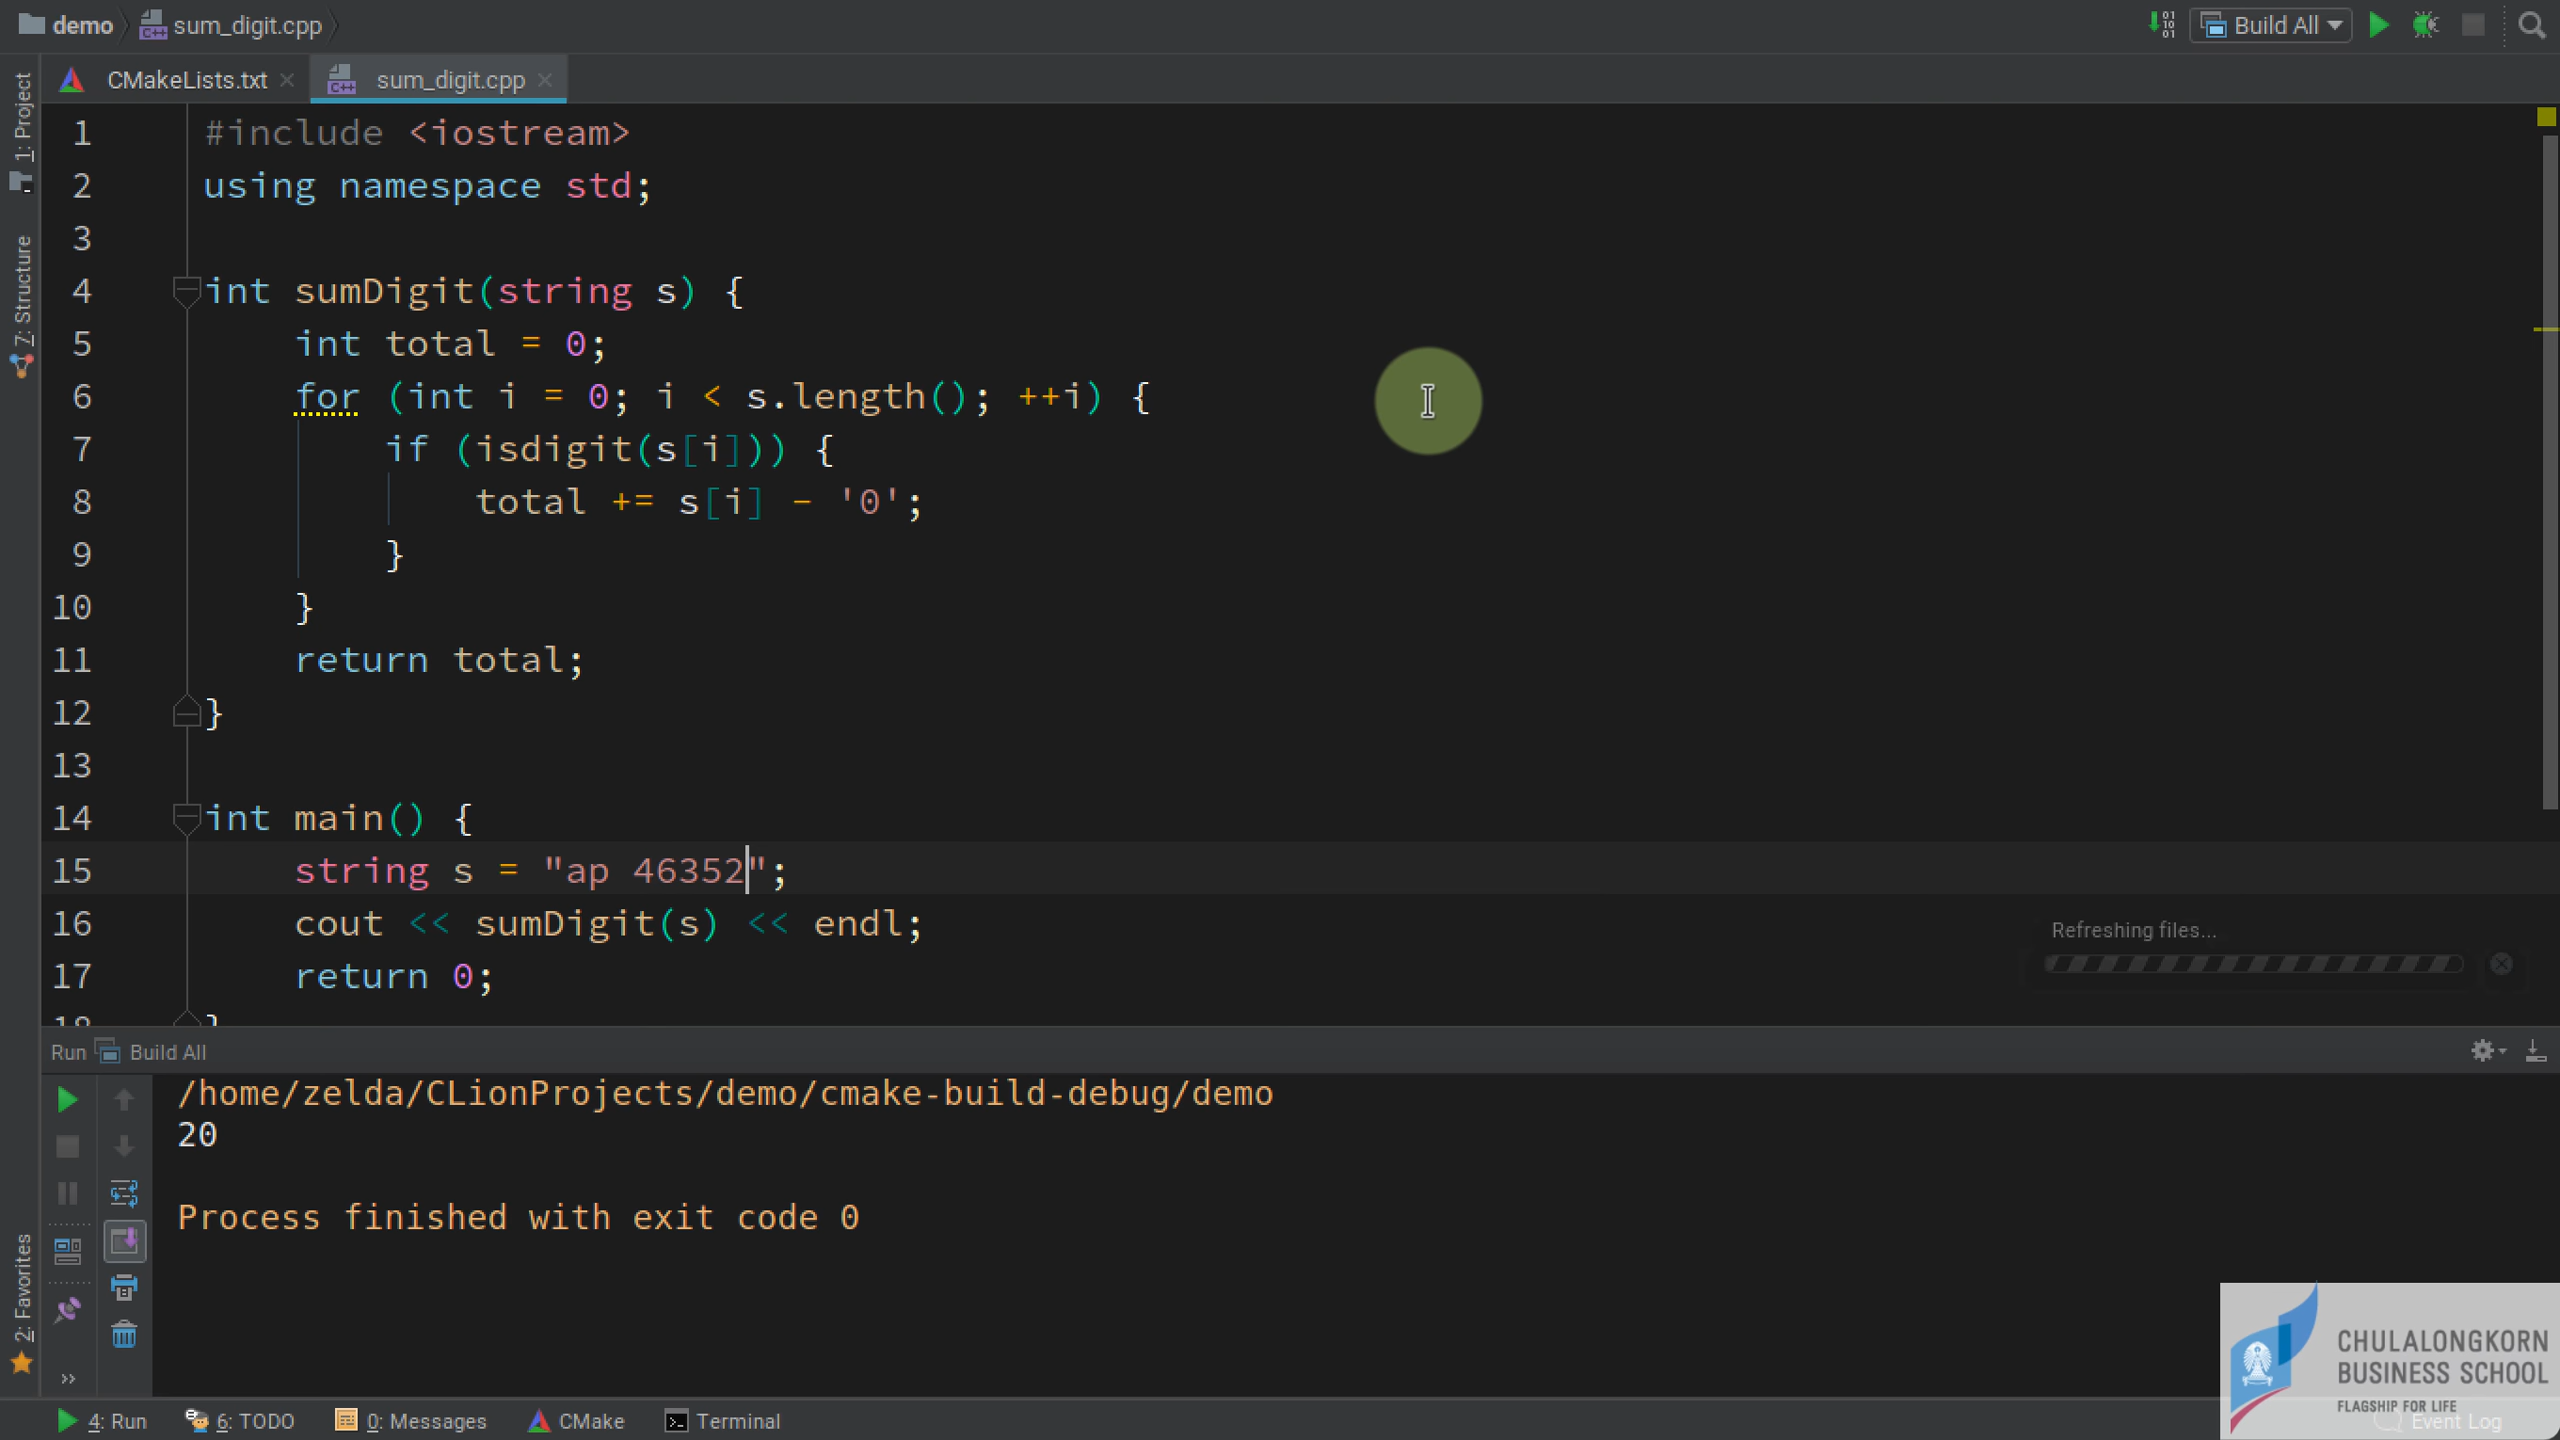 demo sum_digit.cpp Build All
CMakeLists.txt sum_digit.cpp
1: Project
7: Structure
2: Favorites
1 #include <iostream>
2 using namespace std;
3
4 int sumDigit(string s) {
5 int total = 0;
6 for (int i = 0; i < s.length(); ++i) {
7 if (isdigit(s[i])) {
8 total += s[i] - '0';
9 }
10 }
11 return total;
12 }
13
14 int main() {
15 string s = "ap 46352";
16 cout << sumDigit(s) << endl;
17 return 0;
18 }
Refreshing files...
Run Build All
/home/zelda/CLionProjects/demo/cmake-build-debug/demo
20
Process finished with exit code 0
CHULALONGKORN
BUSINESS SCHOOL
FLAGSHIP FOR LIFE
4: Run 6: TODO 0: Messages CMake Terminal Event Log